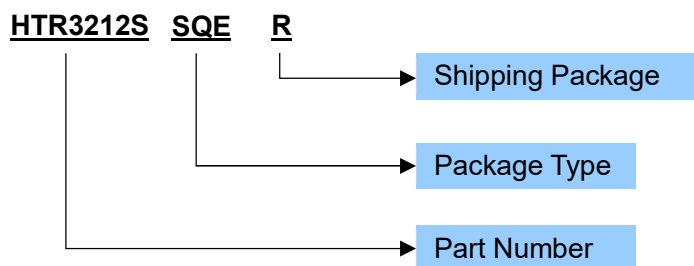 HTR3212S SQE R
Shipping Package
Package Type
Part Number